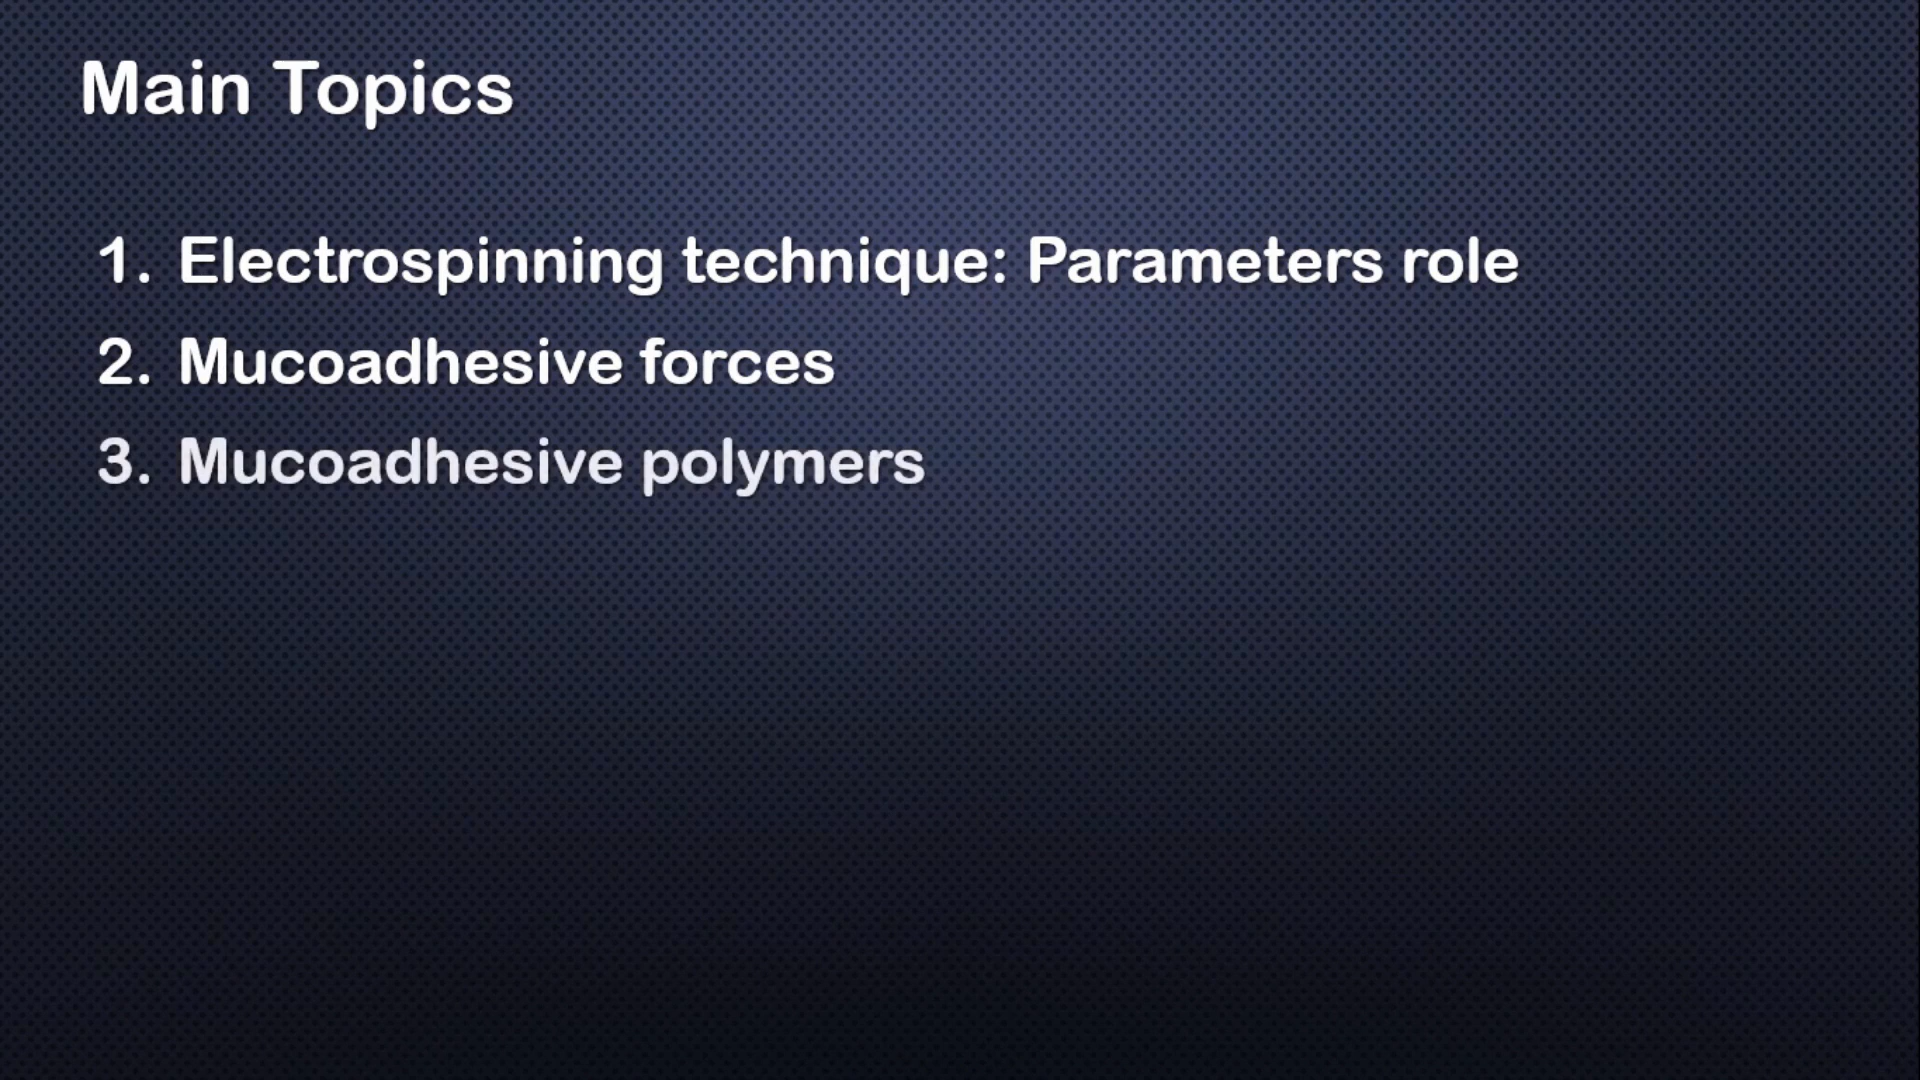 Main Topics
1. Electrospinning technique: Parameters role
2. Mucoadhesive forces
3. Mucoadhesive polymers